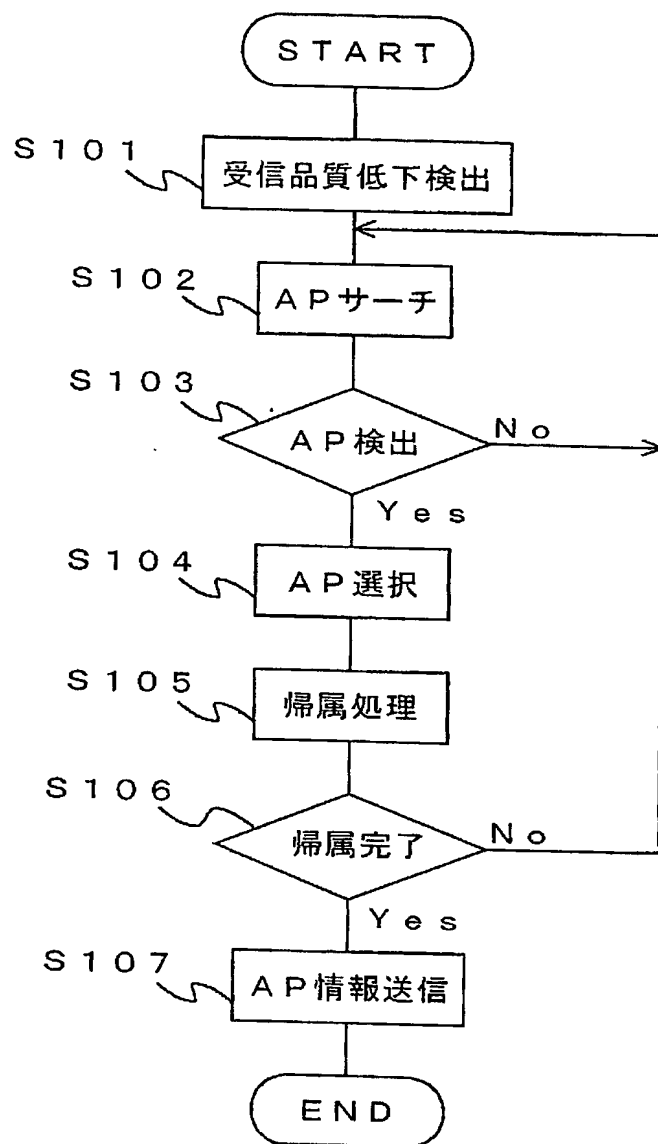 ＳＴＡＲＴ
Ｓ１０１
受信品質低下検出
Ｓ１０２
ＡＰサーチ
Ｓ１０３
ＡＰ検出
Ｎｏ
Ｙｅｓ
Ｓ１０４
ＡＰ選択
Ｓ１０５
帰属処理
Ｓ１０６
帰属完了
Ｎｏ
Ｙｅｓ
Ｓ１０７
ＡＰ情報送信
ＥＮＤ